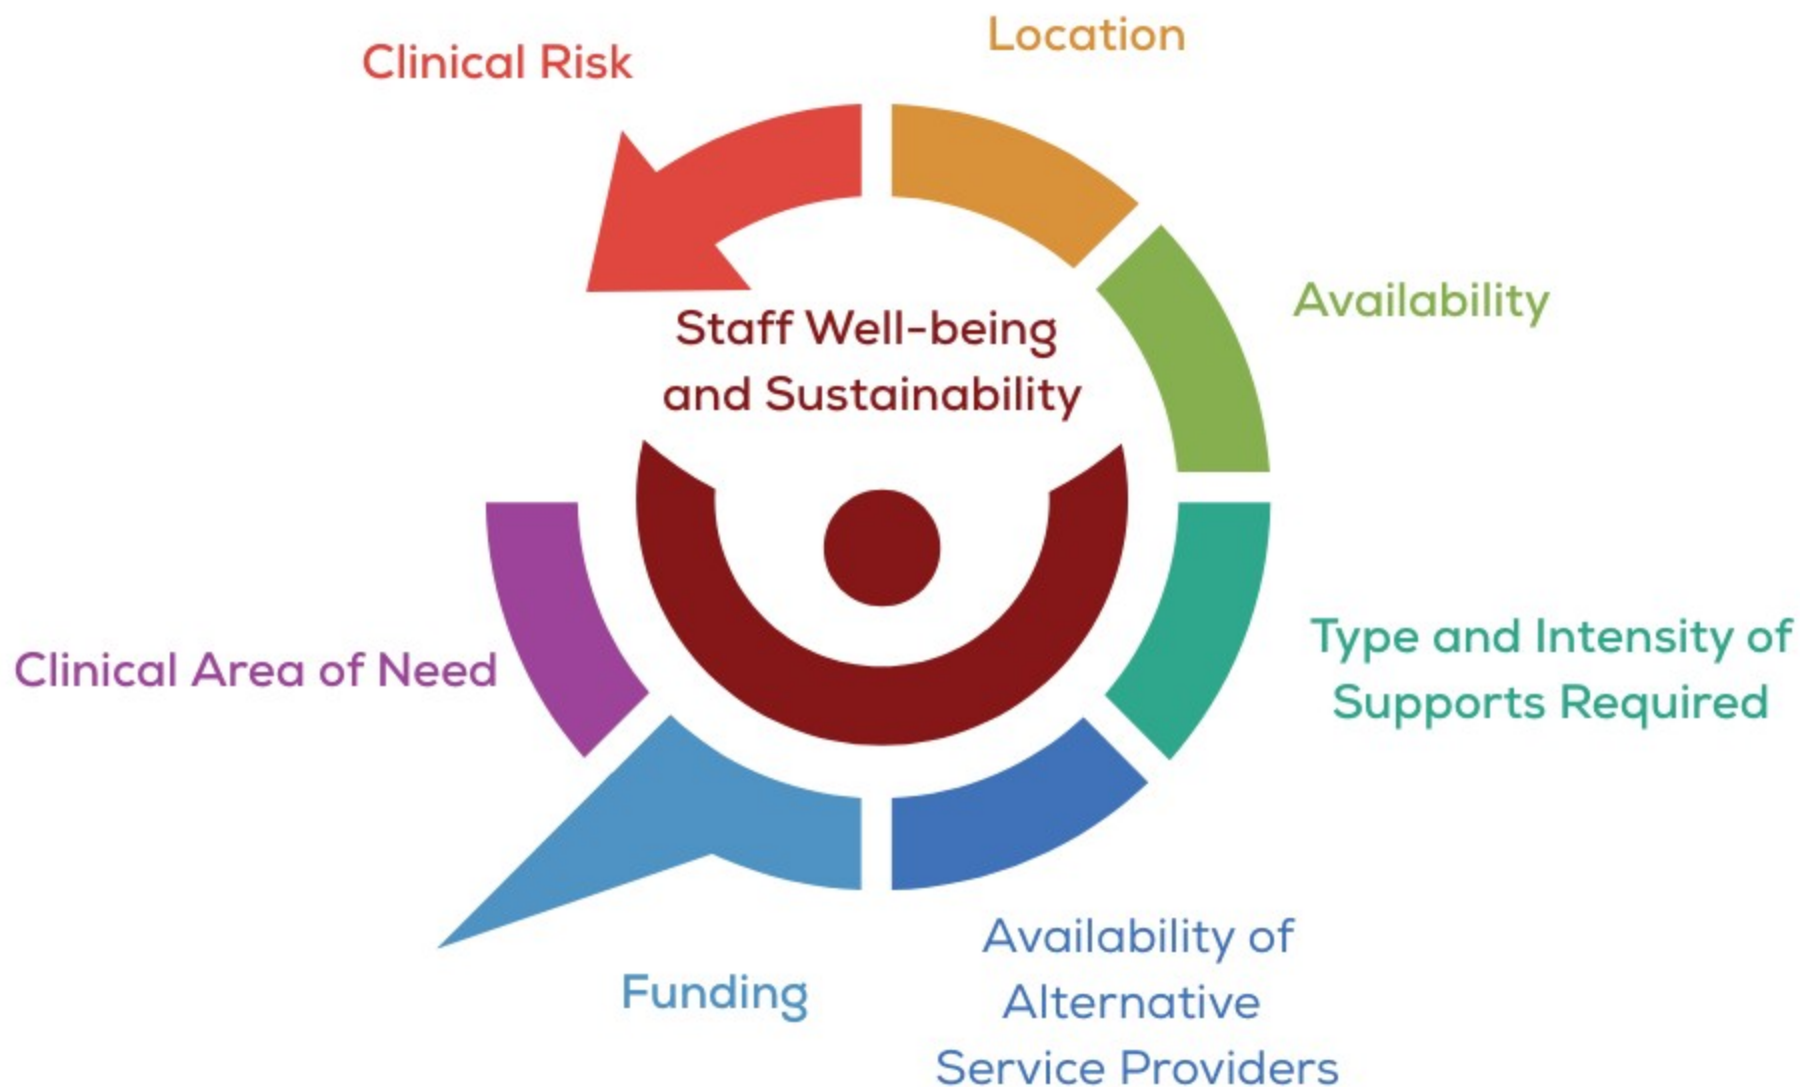 Clinical Risk
Location
Staff Well-being
and Sustainability
Availability
Clinical Area of Need
Type and Intensity of
Supports Required
Funding
Availability of
Alternative
Service Providers